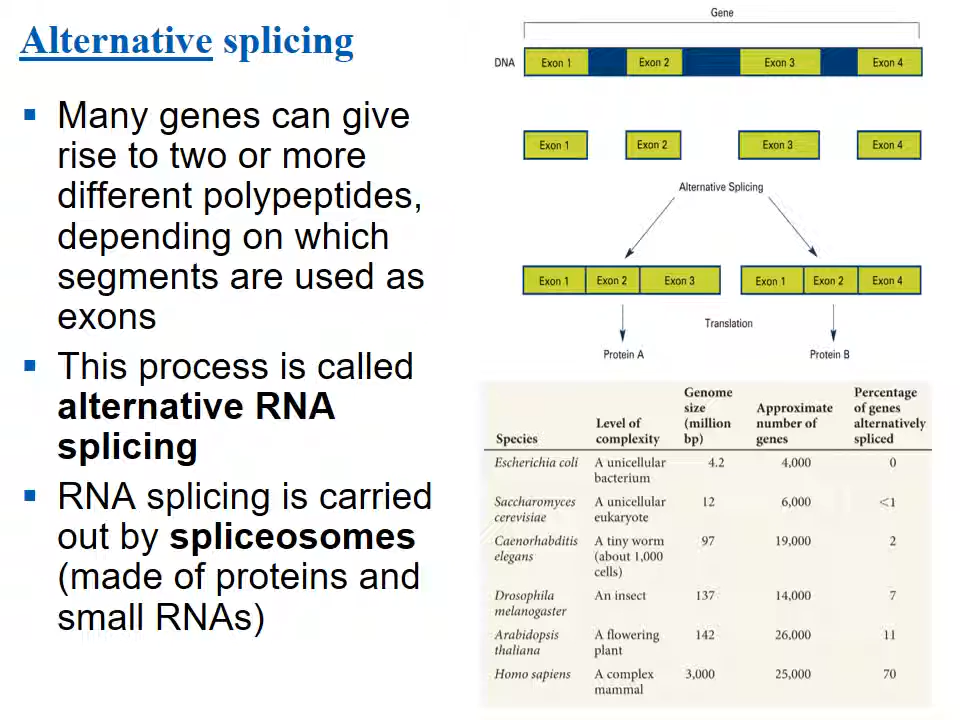 Alternative splicing
▪ Many genes can give
rise to two or more
different polypeptides,
depending on which
segments are used as
exons
▪ This process is called
alternative RNA
splicing
▪ RNA splicing is carried
out by spliceosomes
(made of proteins and
small RNAs)
Gene
DNA Exon 1 Exon 2 Exon 3 Exon 4
Exon 1 Exon 2 Exon 3 Exon 4
Alternative Splicing
Exon 1 Exon 2 Exon 3 Exon 1 Exon 2 Exon 4
Translation
Protein A Protein B
Genome Percentage
size Approximate of genes
Level of (million number of alternatively
Species complexity bp) genes spliced
Escherichia coli A unicellular 4.2 4,000 0
bacterium
Saccharomyces A unicellular 12 6,000 <1
cerevisiae eukaryote
Caenorhabditis A tiny worm 97 19,000 2
elegans (about 1,000
cells)
Drosophila An insect 137 14,000 7
melanogaster
Arabidopsis A flowering 142 26,000 11
thaliana plant
Homo sapiens A complex 3,000 25,000 70
mammal